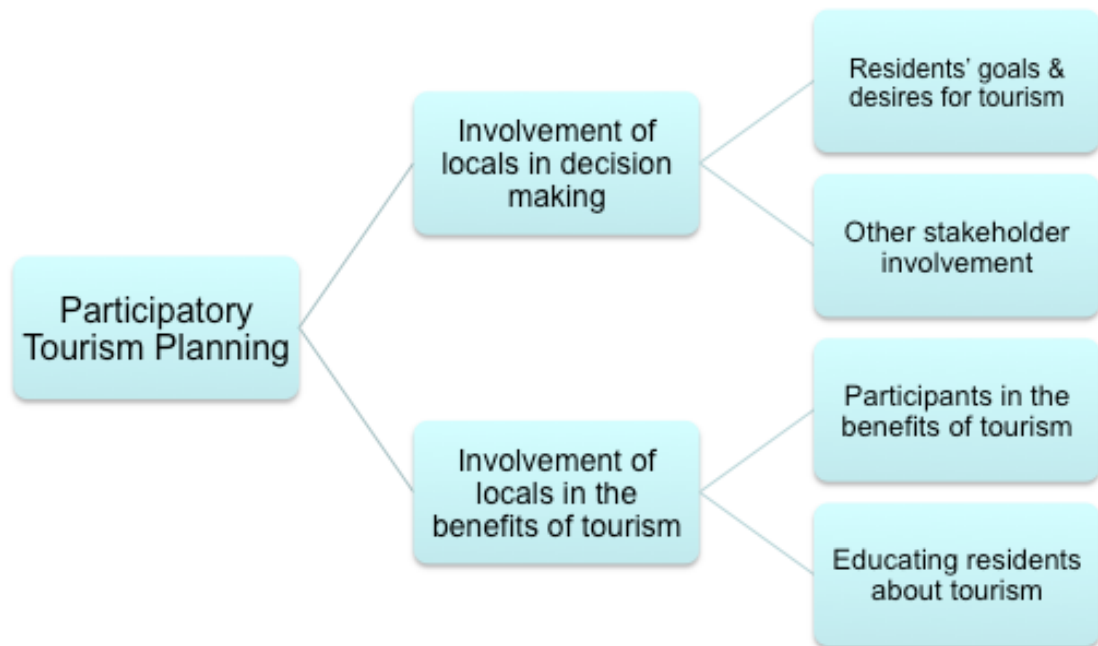 Participatory
Tourism Planning
Involvement of
locals in decision
making
Residents’ goals &
desires for tourism
Other stakeholder
involvement
Involvement of
locals in the
benefits of tourism
Participants in the
benefits of tourism
Educating residents
about tourism